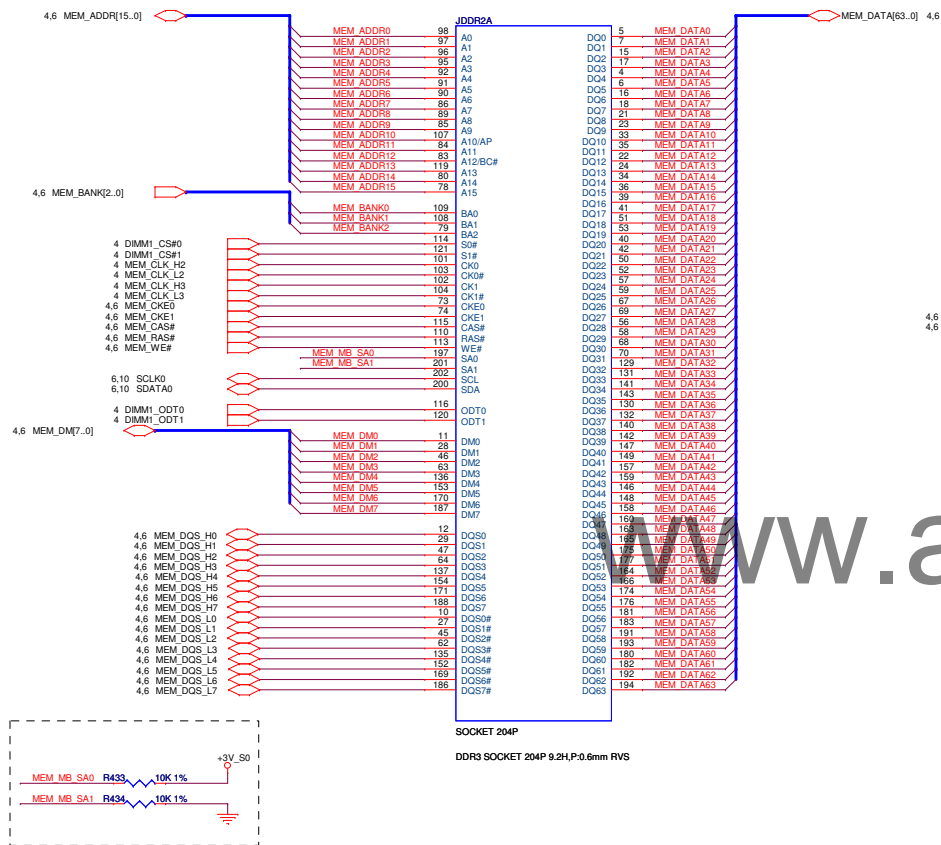 4,6 MEM_ADDR[15..0]
JDDR2A
MEM_DATA[63..0] 4,6
MEM_ADDR0 98 A0 DQ0 5 MEM_DATA0
MEM_ADDR1 97 A1 DQ1 7 MEM_DATA1
MEM_ADDR2 96 A2 DQ2 15 MEM_DATA2
MEM_ADDR3 95 A3 DQ3 17 MEM_DATA3
MEM_ADDR4 92 A4 DQ4 4 MEM_DATA4
MEM_ADDR5 91 A5 DQ5 6 MEM_DATA5
MEM_ADDR6 90 A6 DQ6 16 MEM_DATA6
MEM_ADDR7 86 A7 DQ7 18 MEM_DATA7
MEM_ADDR8 89 A8 DQ8 21 MEM_DATA8
MEM_ADDR9 85 A9 DQ9 23 MEM_DATA9
MEM_ADDR10 107 A10/AP DQ10 33 MEM_DATA10
MEM_ADDR11 84 A11 DQ11 35 MEM_DATA11
MEM_ADDR12 83 A12/BC# DQ12 22 MEM_DATA12
MEM_ADDR13 119 A13 DQ13 24 MEM_DATA13
MEM_ADDR14 80 A14 DQ14 34 MEM_DATA14
MEM_ADDR15 78 A15 DQ15 36 MEM_DATA15
4,6 MEM_BANK[2..0]
DQ16 39 MEM_DATA16
MEM_BANK0 109 BA0 DQ17 41 MEM_DATA17
MEM_BANK1 108 BA1 DQ18 51 MEM_DATA18
MEM_BANK2 79 BA2 DQ19 53 MEM_DATA19
4 DIMM1_CS#0 114 S0# DQ20 40 MEM_DATA20
4 DIMM1_CS#1 121 S1# DQ21 42 MEM_DATA21
4 MEM_CLK_H2 101 CK0 DQ22 50 MEM_DATA22
4 MEM_CLK_L2 103 CK0# DQ23 52 MEM_DATA23
4 MEM_CLK_H3 102 CK1 DQ24 57 MEM_DATA24
4 MEM_CLK_L3 104 CK1# DQ25 59 MEM_DATA25
4,6 MEM_CKE0 73 CKE0 DQ26 67 MEM_DATA26
4,6 MEM_CKE1 74 CKE1 DQ27 69 MEM_DATA27 4,6
4,6 MEM_CAS# 115 CAS# DQ28 56 MEM_DATA28 4,6
4,6 MEM_RAS# 110 RAS# DQ29 58 MEM_DATA29
4,6 MEM_WE# 113 WE# DQ30 68 MEM_DATA30
MEM_MB_SA0 197 SA0 DQ31 70 MEM_DATA31
MEM_MB_SA1 201 SA1 DQ32 129 MEM_DATA32
6,10 SCLK0 202 SCL DQ33 131 MEM_DATA33
6,10 SDATA0 200 SDA DQ34 141 MEM_DATA34
DQ35 143 MEM_DATA35
4 DIMM1_ODT0 116 ODT0 DQ36 130 MEM_DATA36
4 DIMM1_ODT1 120 ODT1 DQ37 132 MEM_DATA37
4,6 MEM_DM[7..0]
DQ38 140 MEM_DATA38
MEM_DM0 11 DM0 DQ39 142 MEM_DATA39
MEM_DM1 28 DM1 DQ40 147 MEM_DATA40
MEM_DM2 46 DM2 DQ41 149 MEM_DATA41
MEM_DM3 63 DM3 DQ42 157 MEM_DATA42
MEM_DM4 136 DM4 DQ43 159 MEM_DATA43
MEM_DM5 153 DM5 DQ44 146 MEM_DATA44
MEM_DM6 170 DM6 DQ45 148 MEM_DATA45
MEM_DM7 187 DM7 DQ46 158 MEM_DATA46
DQ47 160 MEM_DATA47
4,6 MEM_DQS_H0 12 DQS0 DQ48 163 MEM_DATA48
4,6 MEM_DQS_H1 29 DQS1 DQ49 165 MEM_DATA49
4,6 MEM_DQS_H2 47 DQS2 DQ50 175 MEM_DATA50
4,6 MEM_DQS_H3 64 DQS3 DQ51 177 MEM_DATA51
4,6 MEM_DQS_H4 137 DQS4 DQ52 164 MEM_DATA52
4,6 MEM_DQS_H5 154 DQS5 DQ53 166 MEM_DATA53
4,6 MEM_DQS_H6 171 DQS6 DQ54 174 MEM_DATA54
4,6 MEM_DQS_H7 188 DQS7 DQ55 176 MEM_DATA55
4,6 MEM_DQS_L0 10 DQS0# DQ56 181 MEM_DATA56
4,6 MEM_DQS_L1 27 DQS1# DQ57 183 MEM_DATA57
4,6 MEM_DQS_L2 45 DQS2# DQ58 191 MEM_DATA58
4,6 MEM_DQS_L3 62 DQS3# DQ59 193 MEM_DATA59
4,6 MEM_DQS_L4 135 DQS4# DQ60 180 MEM_DATA60
4,6 MEM_DQS_L5 152 DQS5# DQ61 182 MEM_DATA61
4,6 MEM_DQS_L6 169 DQS6# DQ62 192 MEM_DATA62
4,6 MEM_DQS_L7 186 DQS7# DQ63 194 MEM_DATA63
www.a
SOCKET 204P
DDR3 SOCKET 204P 9.2H,P:0.6mm RVS
+3V_S0
MEM_MB_SA0 R433 10K 1%
MEM_MB_SA1 R434 10K 1%